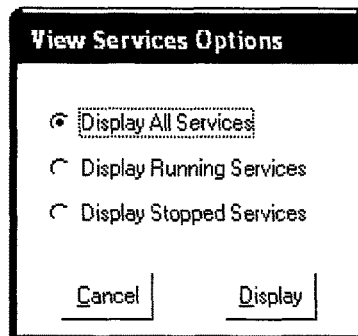 View Services Options
Display All Services
Display Running Services
Display Stopped Services
Cancel Display